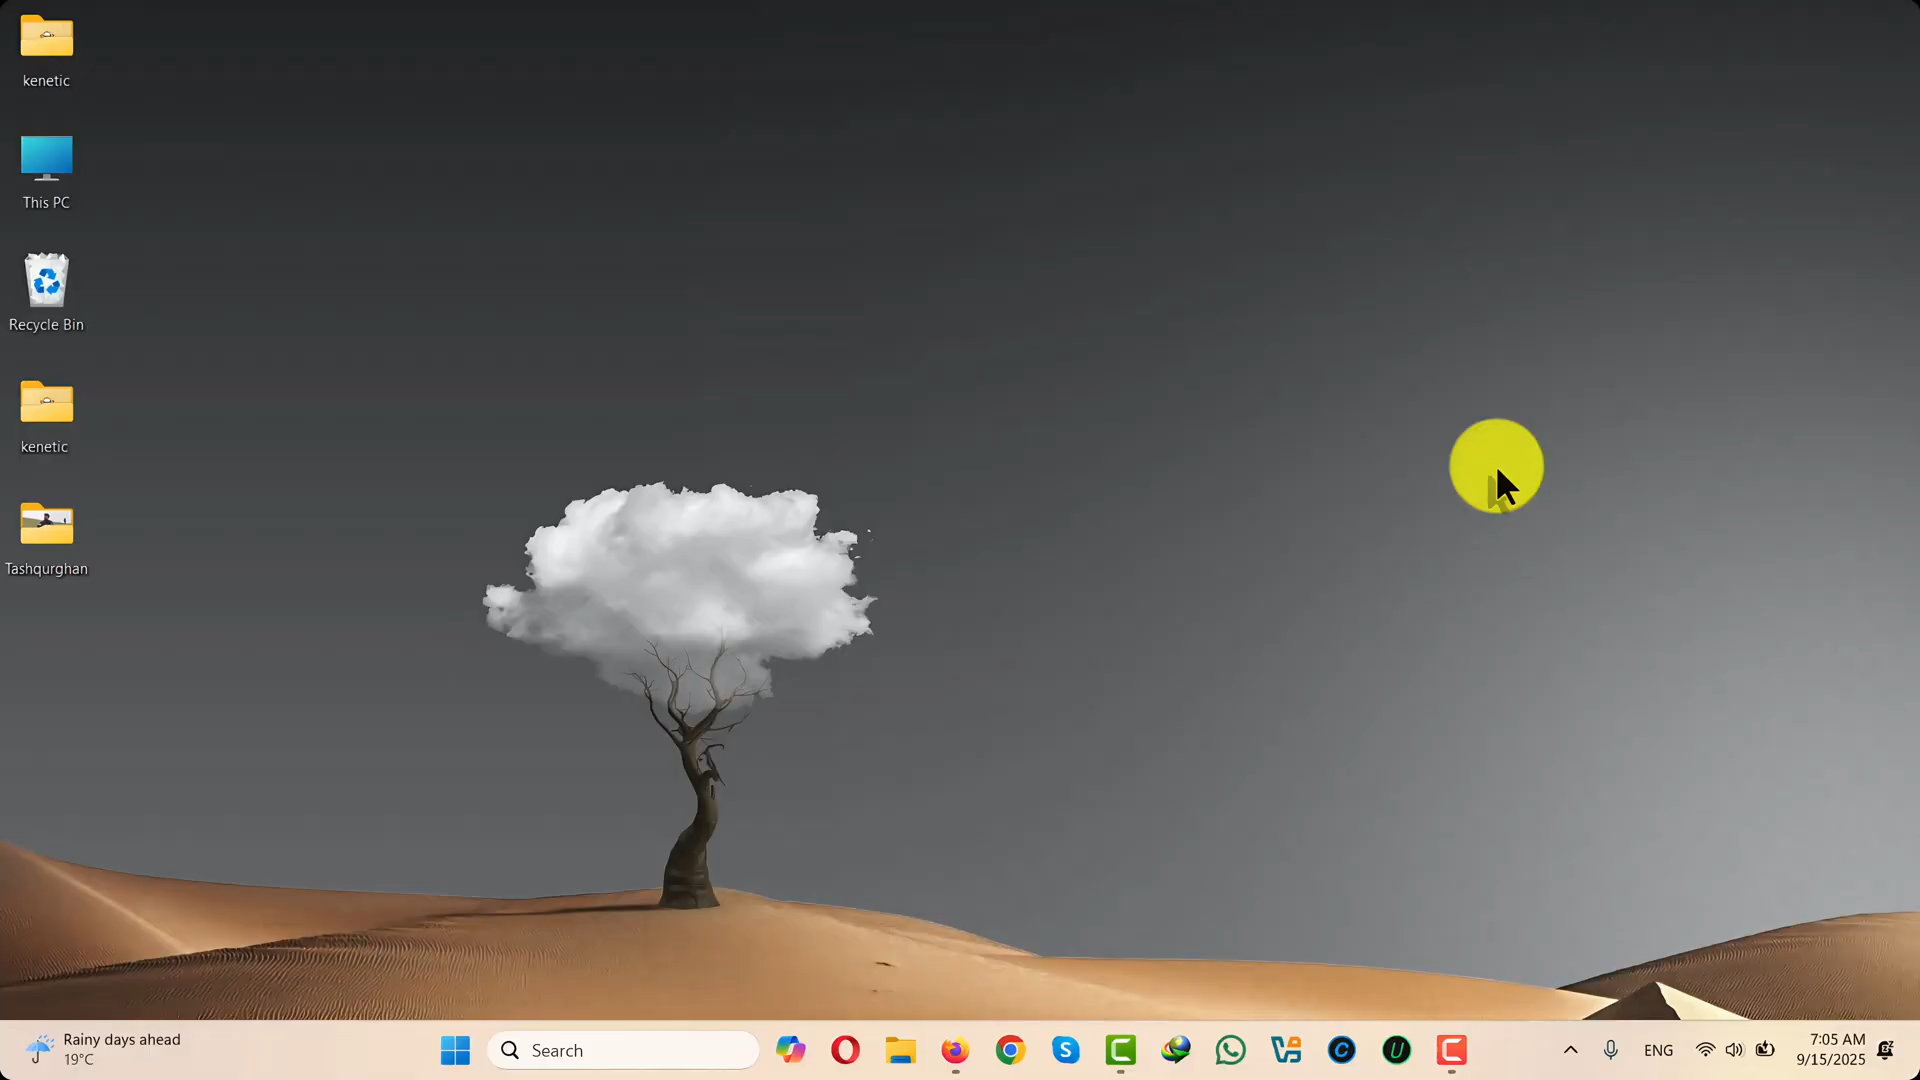 kenetic
This PC
Recycle Bin
kenetic
Tashqurghan
Rainy days ahead
19°C
Search
ENG
7:05 AM
9/15/2025